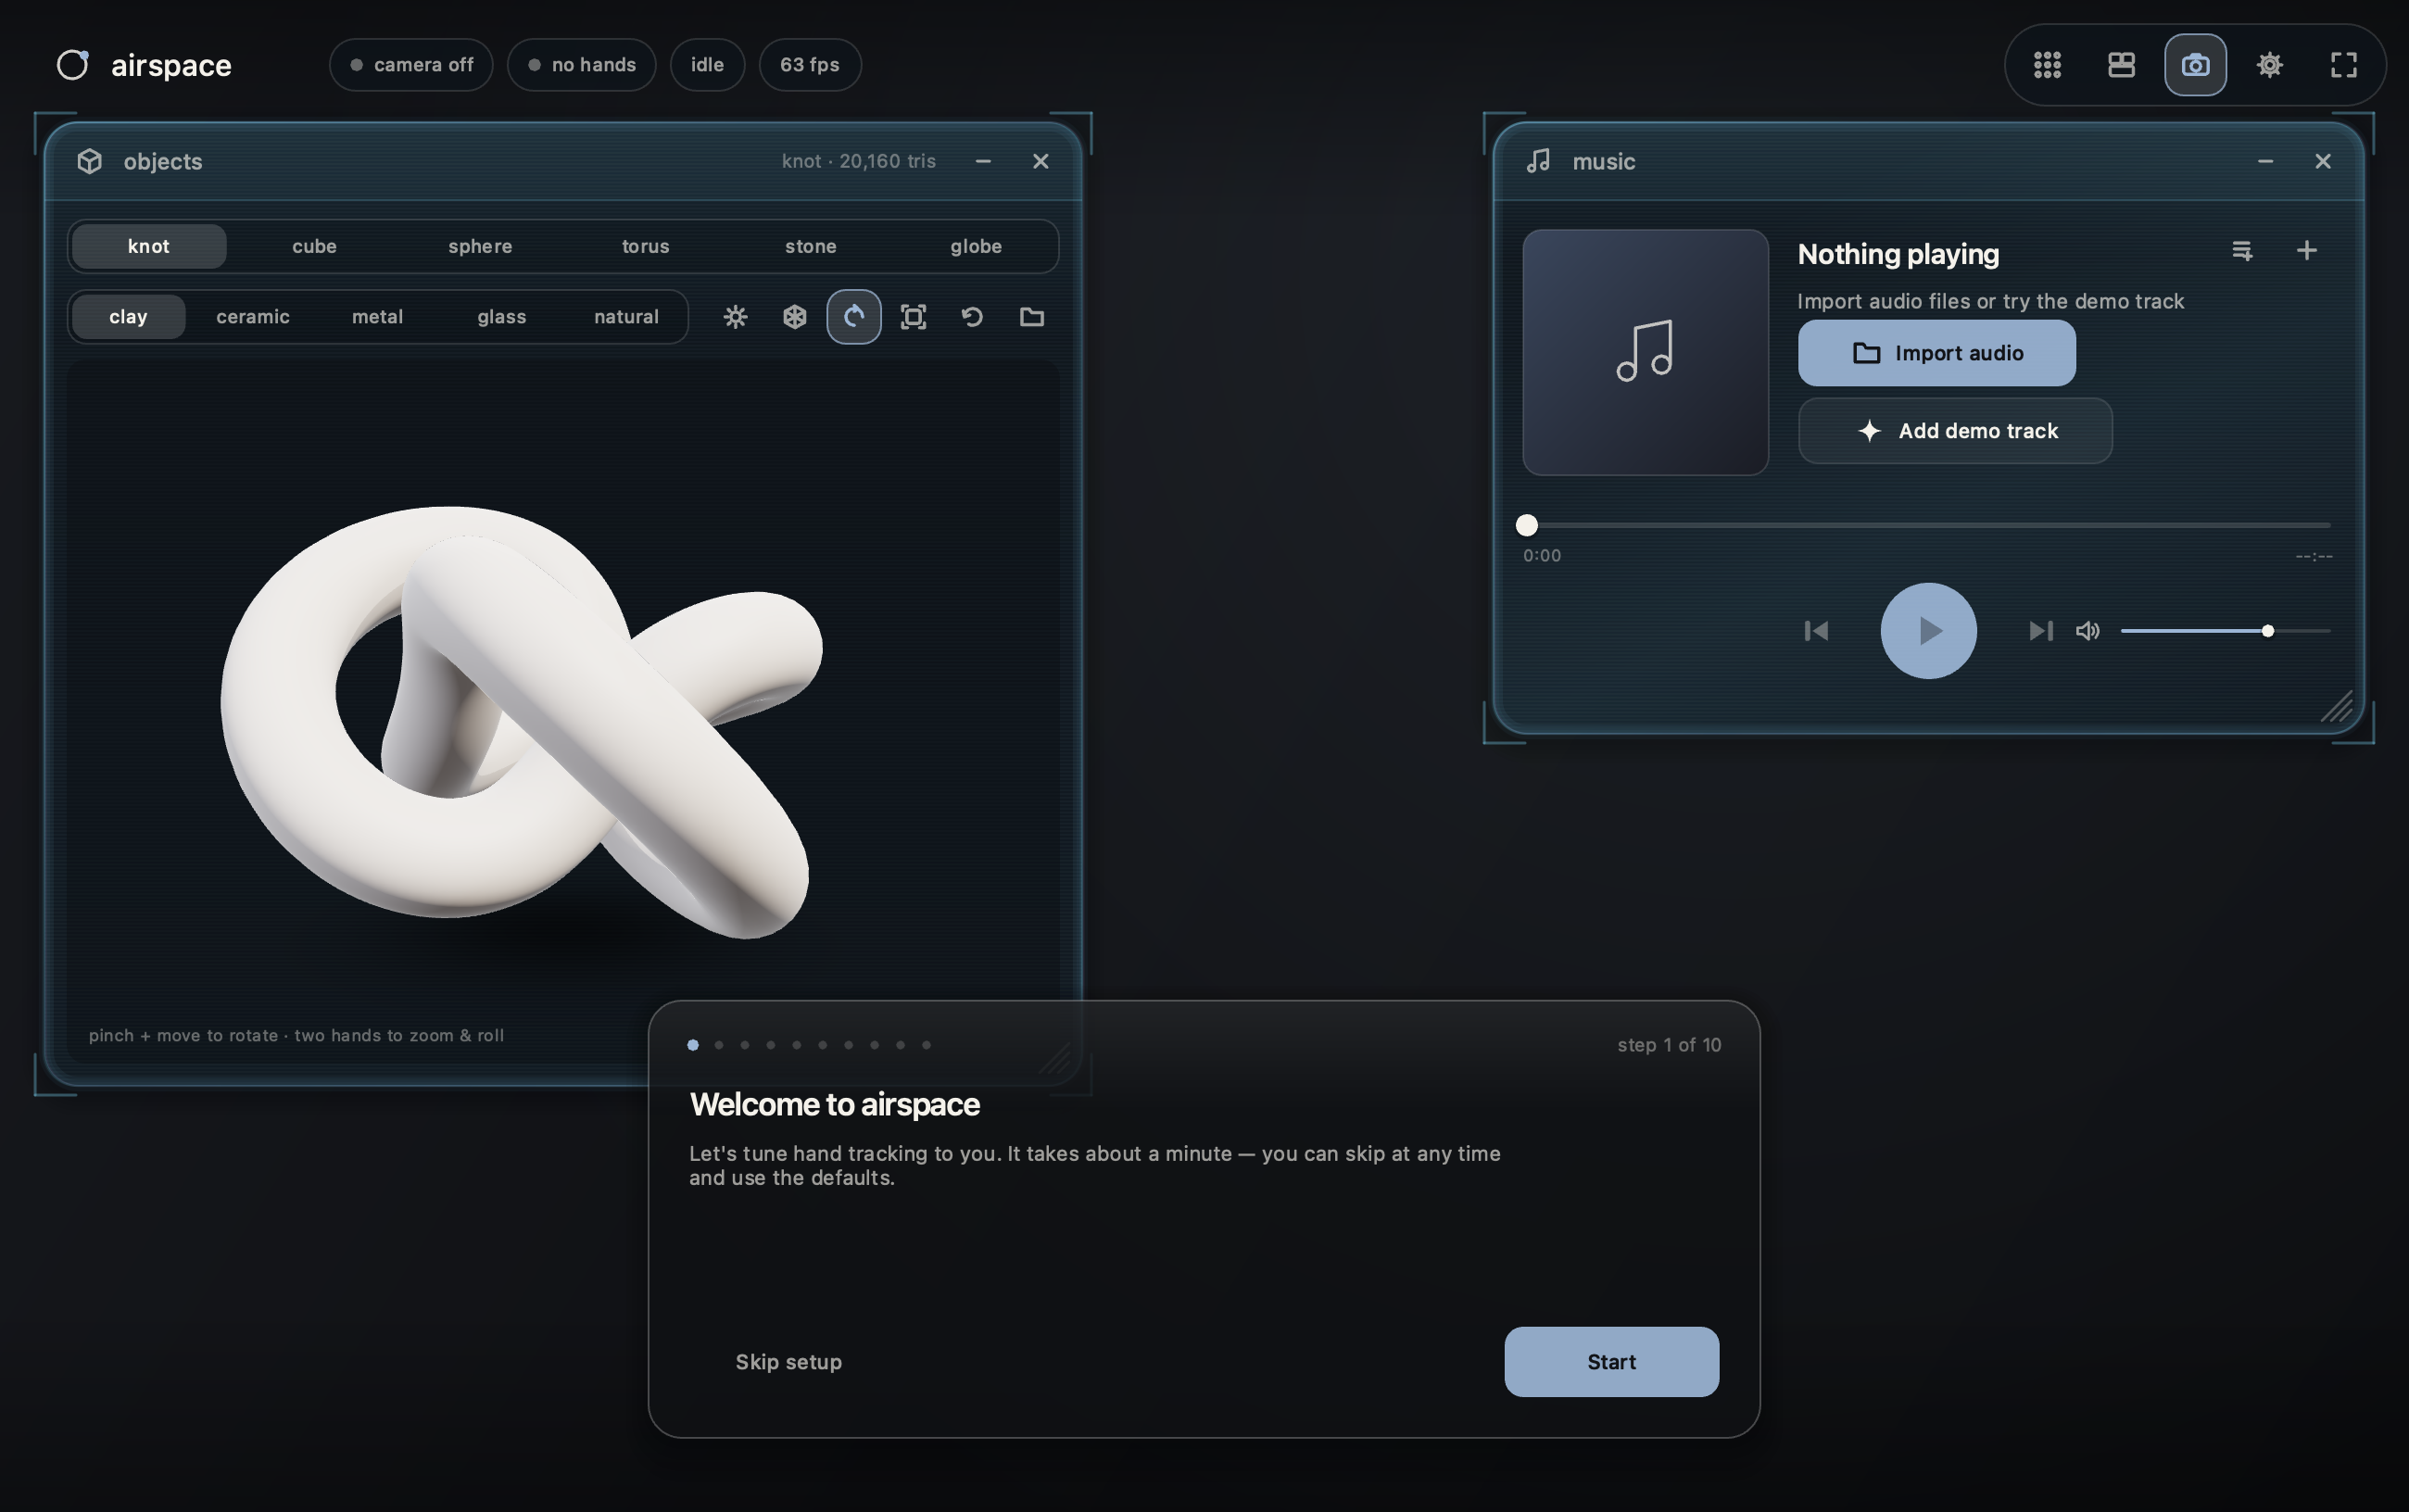 airspace
camera off
no hands
idle
63 fps
objects
knot · 20,160 tris
knot cube sphere torus stone globe
clay ceramic metal glass natural
pinch + move to rotate · two hands to zoom & roll
music
Nothing playing
Import audio files or try the demo track
Import audio
Add demo track
0:00 --:--
step 1 of 10
Welcome to airspace
Let's tune hand tracking to you. It takes about a minute — you can skip at any time
and use the defaults.
Skip setup
Start